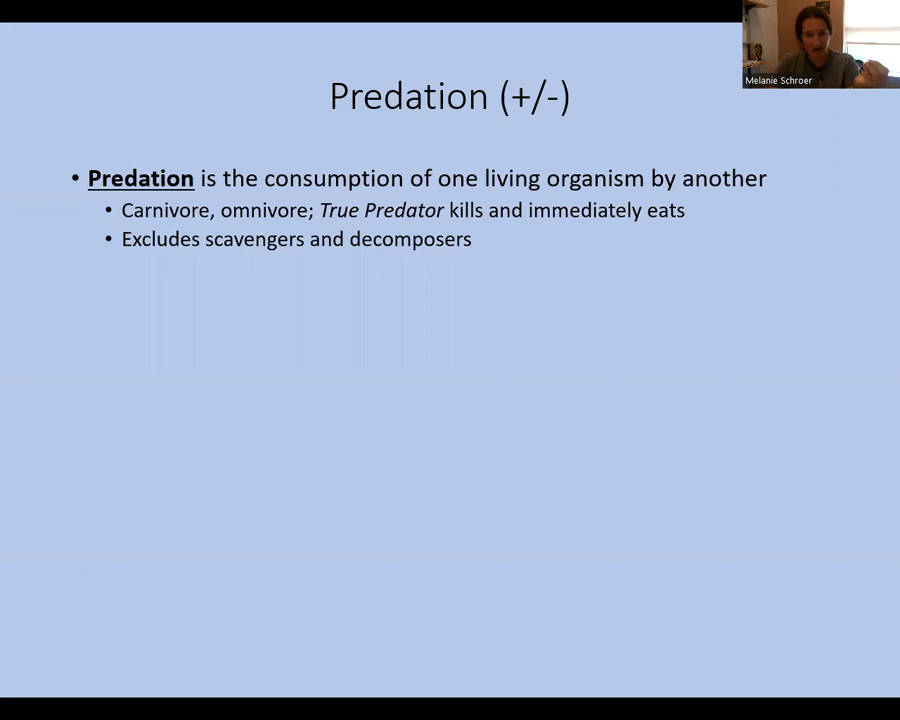 Melanie Schroer
Predation (+/-)
• Predation is the consumption of one living organism by another
• Carnivore, omnivore; True Predator kills and immediately eats
• Excludes scavengers and decomposers